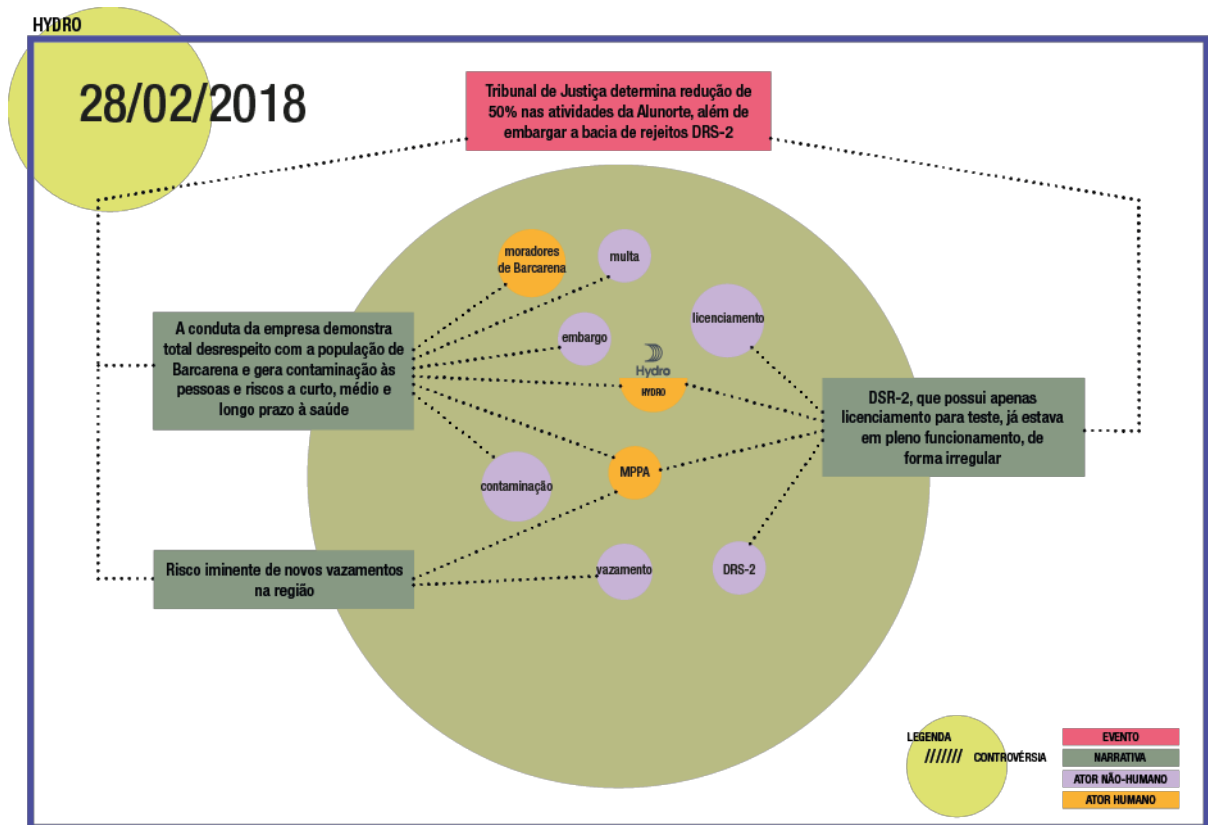 HYDRO
28/02/2018
Tribunal de Justiça determina redução de
50% nas atividades da Alunorte, além de
embargar a bacia de rejeitos DRS-2
moradores
de Barcarena
multa
licenciamento
embargo
Hydro
HYDRO
A conduta da empresa demonstra
total desrespeito com a população de
Barcarena e gera contaminação às
pessoas e riscos a curto, médio e
longo prazo à saúde
DSR-2, que possui apenas
licenciamento para teste, já estava
em pleno funcionamento, de
forma irregular
MPPA
contaminação
Risco iminente de novos vazamentos
na região
vazamento
DRS-2
LEGENDA
/////// CONTROVÉRSIA
EVENTO
NARRATIVA
ATOR NÃO-HUMANO
ATOR HUMANO